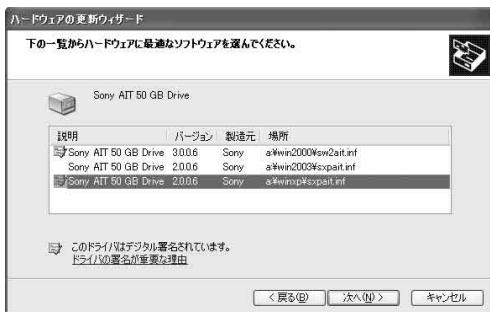 ハードウェアの更新ウィザード
下の一覧からハードウェアに最適なソフトウェアを選んでください。
Sony AIT 50 GB Drive
説明 バージョン 製造元 場所
Sony AIT 50 GB Drive 3.0.0.6 Sony a:¥win2000¥sw2ait.inf
Sony AIT 50 GB Drive 2.0.0.6 Sony a:¥win2003¥sxpait.inf
Sony AIT 50 GB Drive 2.0.0.6 Sony a:¥winxp¥sxpait.inf
このドライバはデジタル署名されています。
ドライバの署名が重要な理由
< 戻る(B) 次へ(N) > キャンセル